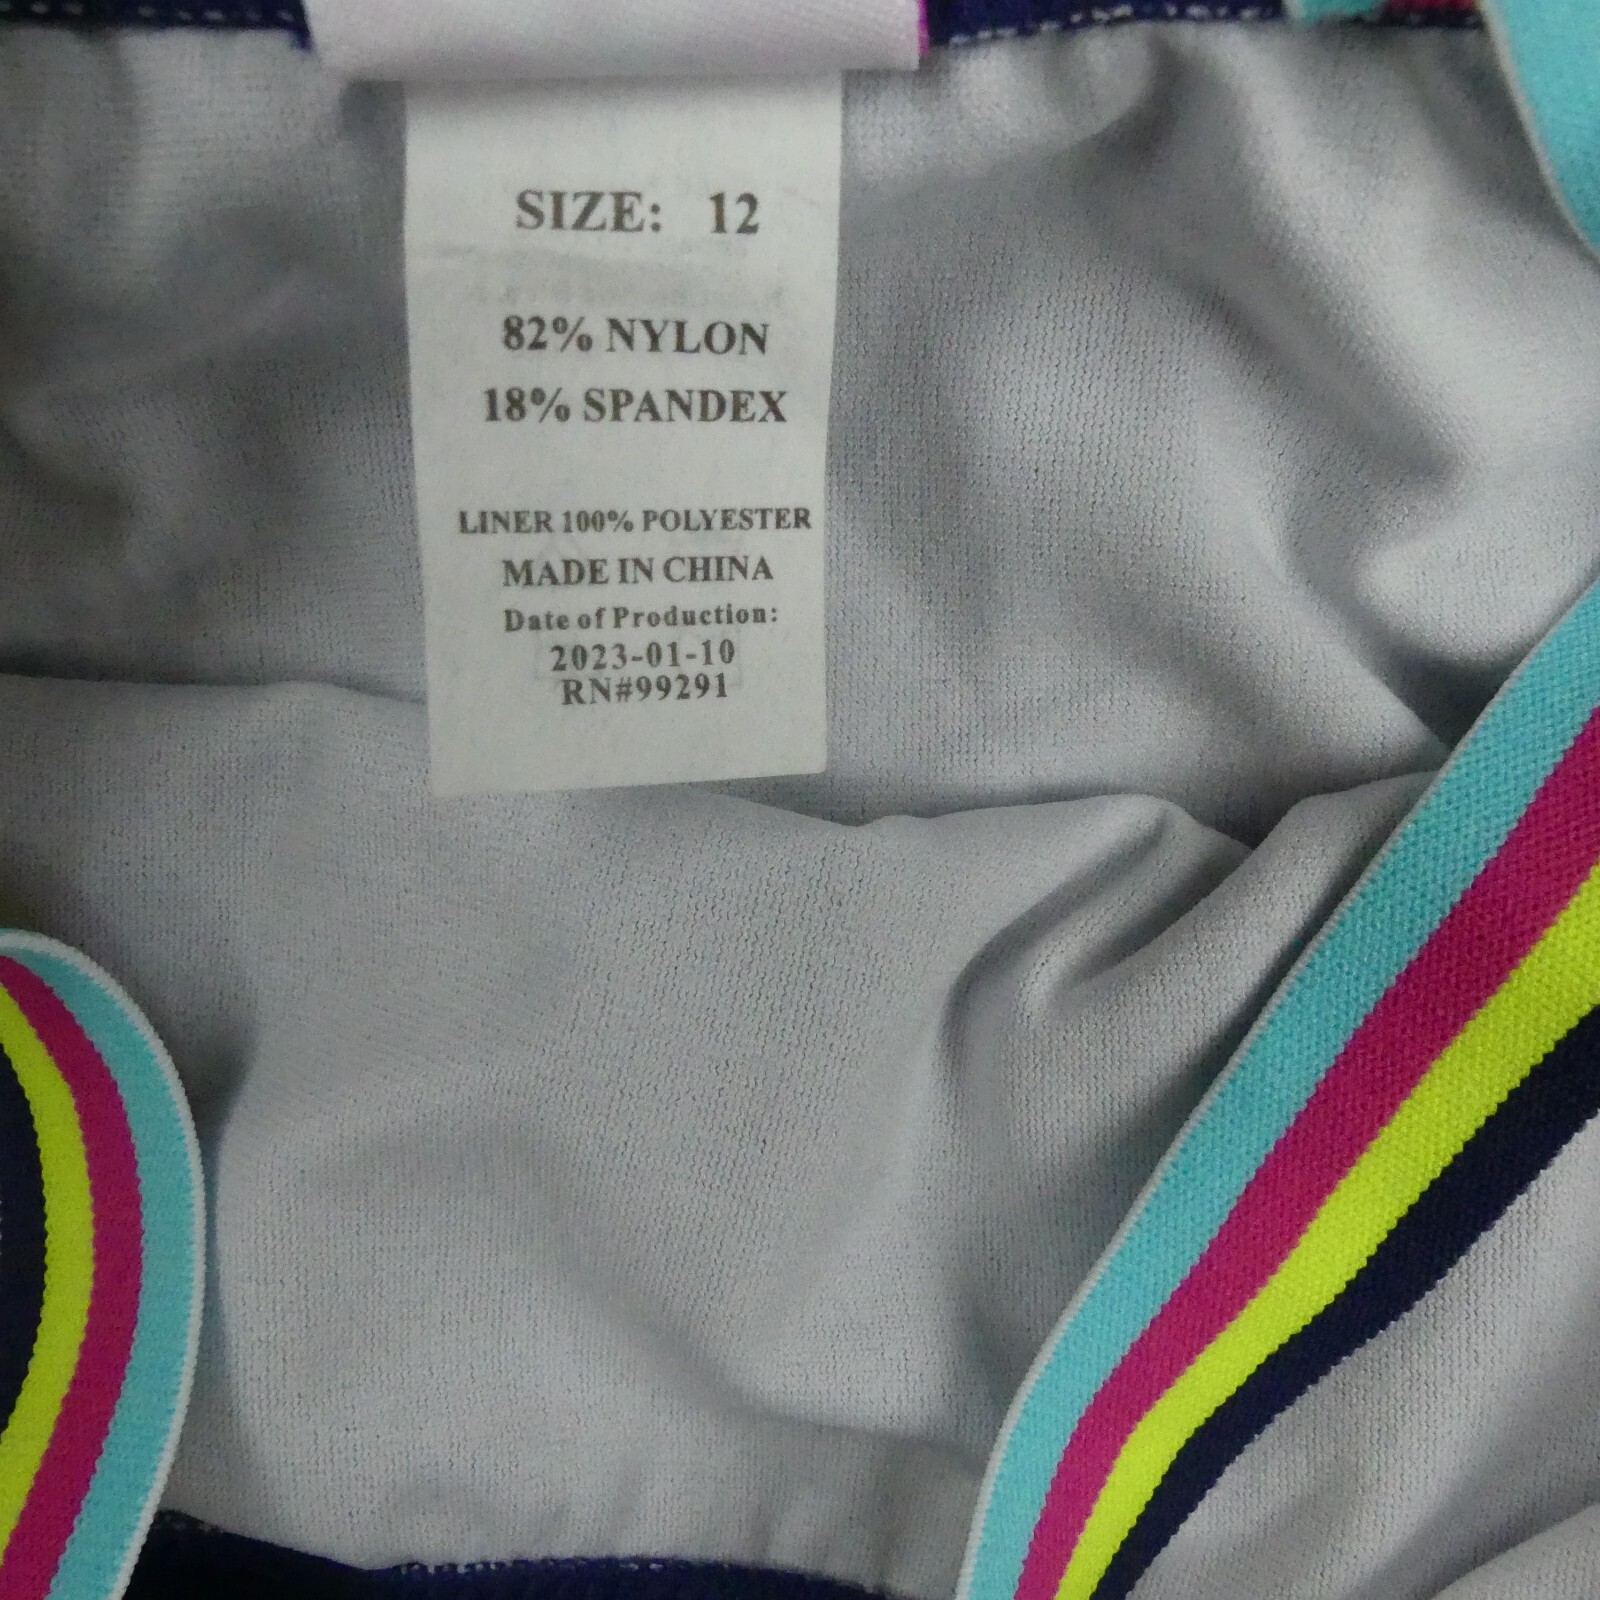 SIZE: 12
82% NYLON
18% SPANDEX
LINER 100% POLYESTER
MADE IN CHINA
Date of Production:
2023-01-10
RN#99291